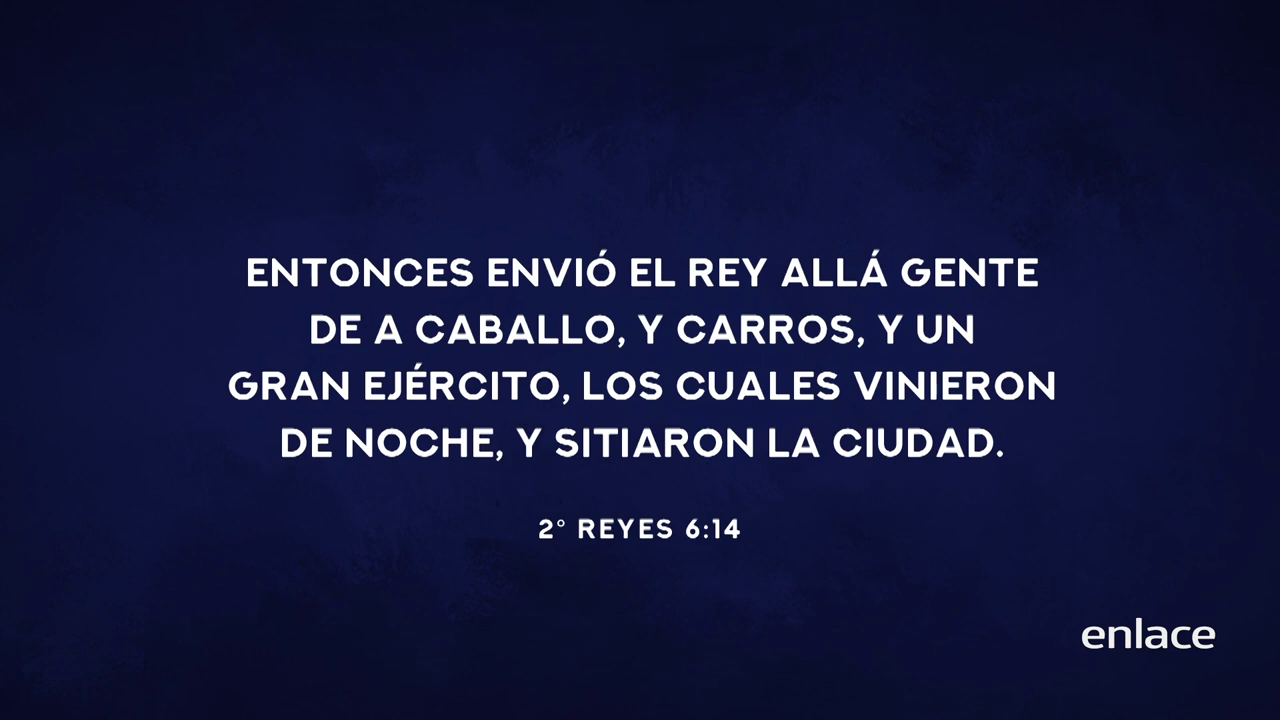 ENTONCES ENVIÓ EL REY ALLÁ GENTE
DE A CABALLO, Y CARROS, Y UN
GRAN EJÉRCITO, LOS CUALES VINIERON
DE NOCHE, Y SITIARON LA CIUDAD.
2° REYES 6:14
enlace